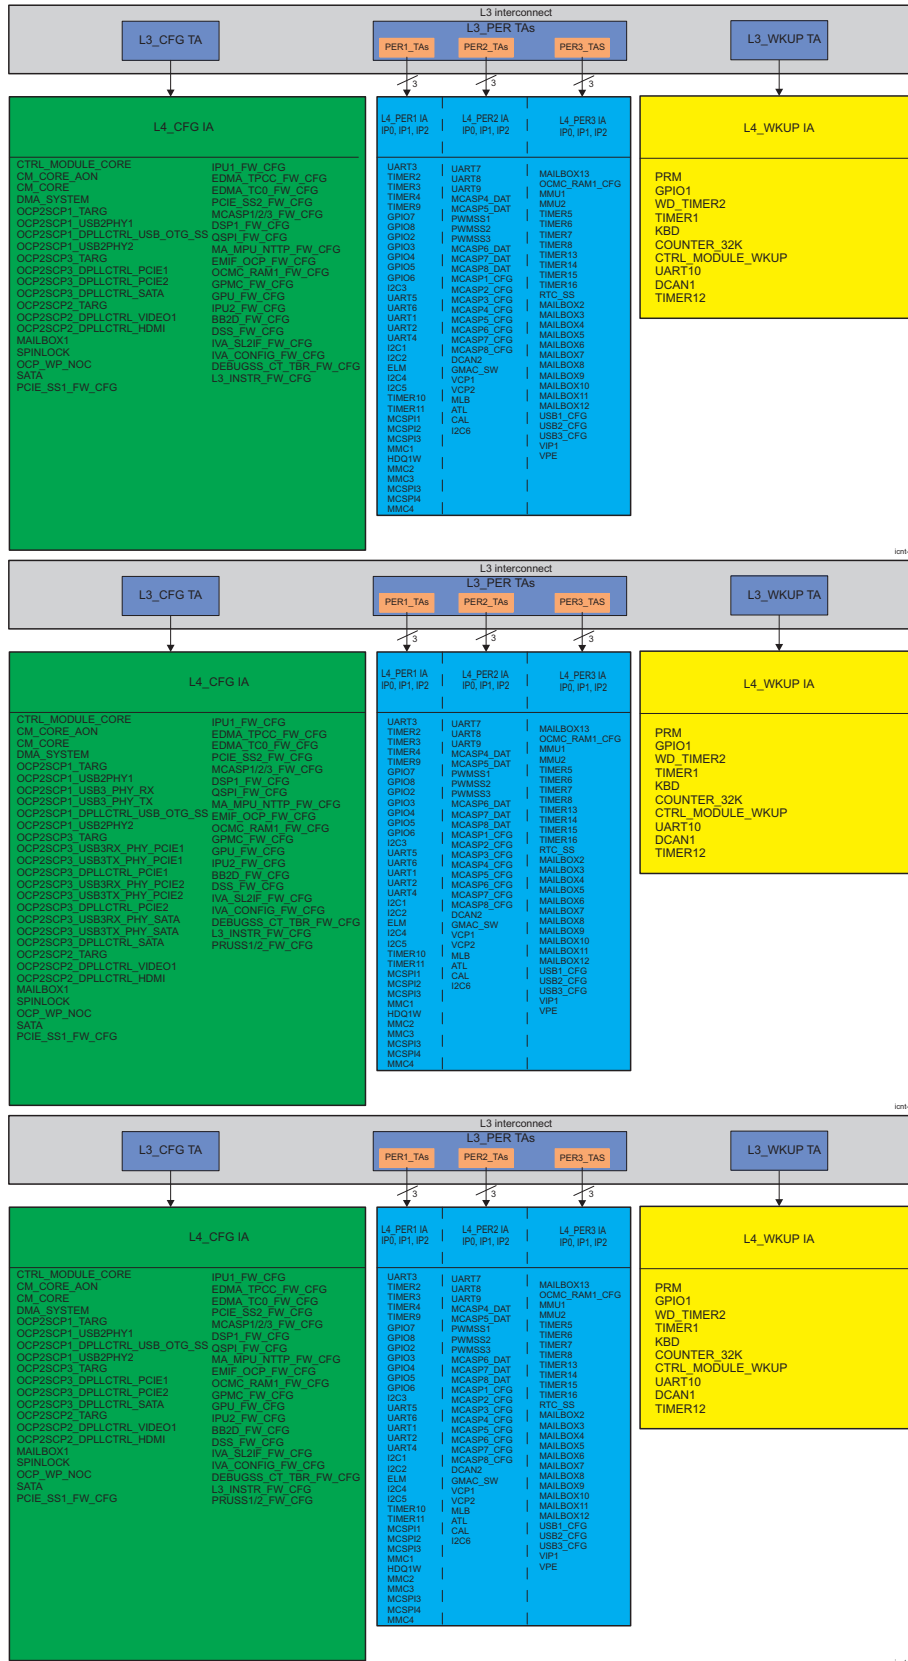 L3 interconnect
L3_CFG TA
L3_PER TAs
PER1_TAs
PER2_TAs
PER3_TAS
L3_WKUP TA
3
3
L4_CFG IA
L4_PER1 IA
IP0, IP1, IP2
L4_PER2 IA
IP0, IP1, IP2
L4_PER3 IA
IP0, IP1, IP2
L4_WKUP IA
CTRL_MODULE_CORE
CM_CORE_AON
CM_CORE
DMA_SYSTEM
OCP2SCP1_TARG
OCP2SCP1_USB2PHY1
OCP2SCP1_DPLLCTRL_USB_OTG_SS
OCP2SCP1_USB2PHY2
OCP2SCP3_TARG
OCP2SCP3_DPLLCTRL_PCIE1
OCP2SCP3_DPLLCTRL_PCIE2
OCP2SCP3_DPLLCTRL_SATA
OCP2SCP2_TARG
OCP2SCP2_DPLLCTRL_VIDEO1
OCP2SCP2_DPLLCTRL_HDMI
MAILBOX1
SPINLOCK
OCP_WP_NOC
SATA
PCIE_SS1_FW_CFG
IPU1_FW_CFG
EDMA_TPCC_FW_CFG
EDMA_TC0_FW_CFG
PCIE_SS2_FW_CFG
MCASP1/2/3_FW_CFG
DSP1_FW_CFG
QSPI_FW_CFG
MA_MPU_NTTP_FW_CFG
EMIF_OCP_FW_CFG
OCMC_RAM1_FW_CFG
GPMC_FW_CFG
GPU_FW_CFG
IPU2_FW_CFG
BB2D_FW_CFG
DSS_FW_CFG
IVA_SL2IF_FW_CFG
IVA_CONFIG_FW_CFG
DEBUGSS_CT_TBR_FW_CFG
L3_INSTR_FW_CFG
UART3
TIMER2
TIMER3
TIMER4
TIMER9
GPIO7
GPIO8
GPIO2
GPIO3
GPIO4
GPIO5
GPIO6
I2C3
UART5
UART6
UART1
UART2
UART4
I2C1
I2C2
ELM
I2C4
I2C5
TIMER10
TIMER11
MCSPI1
MCSPI2
MCSPI3
MMC1
HDQ1W
MMC2
MMC3
MCSPI3
MCSPI4
MMC4
UART7
UART8
UART9
MCASP4_DAT
MCASP5_DAT
PWMSS1
PWMSS2
PWMSS3
MCASP6_DAT
MCASP7_DAT
MCASP8_DAT
MCASP1_CFG
MCASP2_CFG
MCASP3_CFG
MCASP4_CFG
MCASP5_CFG
MCASP6_CFG
MCASP7_CFG
MCASP8_CFG
DCAN2
GMAC_SW
VCP1
VCP2
MLB
ATL
CAL
I2C6
MAILBOX13
OCMC_RAM1_CFG
MMU1
MMU2
TIMER5
TIMER6
TIMER7
TIMER8
TIMER13
TIMER14
TIMER15
TIMER16
RTC_SS
MAILBOX2
MAILBOX3
MAILBOX4
MAILBOX5
MAILBOX6
MAILBOX7
MAILBOX8
MAILBOX9
MAILBOX10
MAILBOX11
MAILBOX12
USB1_CFG
USB2_CFG
USB3_CFG
VIP1
VPE
PRM
GPIO1
WD_TIMER2
TIMER1
KBD
COUNTER_32K
CTRL_MODULE_WKUP
UART10
DCAN1
TIMER12
icnt-
L3 interconnect
L3_CFG TA
L3_PER TAs
PER1_TAs
PER2_TAs
PER3_TAS
L3_WKUP TA
3
3
L4_CFG IA
L4_PER1 IA
IP0, IP1, IP2
L4_PER2 IA
IP0, IP1, IP2
L4_PER3 IA
IP0, IP1, IP2
L4_WKUP IA
CTRL_MODULE_CORE
CM_CORE_AON
CM_CORE
DMA_SYSTEM
OCP2SCP1_TARG
OCP2SCP1_USB2PHY1
OCP2SCP1_USB3_PHY_RX
OCP2SCP1_USB3_PHY_TX
OCP2SCP1_DPLLCTRL_USB_OTG_SS
OCP2SCP1_USB2PHY2
OCP2SCP3_TARG
OCP2SCP3_USB3RX_PHY_PCIE1
OCP2SCP3_USB3TX_PHY_PCIE1
OCP2SCP3_DPLLCTRL_PCIE1
OCP2SCP3_USB3RX_PHY_PCIE2
OCP2SCP3_USB3TX_PHY_PCIE2
OCP2SCP3_DPLLCTRL_PCIE2
OCP2SCP3_USB3RX_PHY_SATA
OCP2SCP3_USB3TX_PHY_SATA
OCP2SCP3_DPLLCTRL_SATA
OCP2SCP2_TARG
OCP2SCP2_DPLLCTRL_VIDEO1
OCP2SCP2_DPLLCTRL_HDMI
MAILBOX1
SPINLOCK
OCP_WP_NOC
SATA
PCIE_SS1_FW_CFG
IPU1_FW_CFG
EDMA_TPCC_FW_CFG
EDMA_TC0_FW_CFG
PCIE_SS2_FW_CFG
MCASP1/2/3_FW_CFG
DSP1_FW_CFG
QSPI_FW_CFG
MA_MPU_NTTP_FW_CFG
EMIF_OCP_FW_CFG
OCMC_RAM1_FW_CFG
GPMC_FW_CFG
GPU_FW_CFG
IPU2_FW_CFG
BB2D_FW_CFG
DSS_FW_CFG
IVA_SL2IF_FW_CFG
IVA_CONFIG_FW_CFG
DEBUGSS_CT_TBR_FW_CFG
L3_INSTR_FW_CFG
PRUSS1/2_FW_CFG
UART3
TIMER2
TIMER3
TIMER4
TIMER9
GPIO7
GPIO8
GPIO2
GPIO3
GPIO4
GPIO5
GPIO6
I2C3
UART5
UART6
UART1
UART2
UART4
I2C1
I2C2
ELM
I2C4
I2C5
TIMER10
TIMER11
MCSPI1
MCSPI2
MCSPI3
MMC1
HDQ1W
MMC2
MMC3
MCSPI3
MCSPI4
MMC4
UART7
UART8
UART9
MCASP4_DAT
MCASP5_DAT
PWMSS1
PWMSS2
PWMSS3
MCASP6_DAT
MCASP7_DAT
MCASP8_DAT
MCASP1_CFG
MCASP2_CFG
MCASP3_CFG
MCASP4_CFG
MCASP5_CFG
MCASP6_CFG
MCASP7_CFG
MCASP8_CFG
DCAN2
GMAC_SW
VCP1
VCP2
MLB
ATL
CAL
I2C6
MAILBOX13
OCMC_RAM1_CFG
MMU1
MMU2
TIMER5
TIMER6
TIMER7
TIMER8
TIMER13
TIMER14
TIMER15
TIMER16
RTC_SS
MAILBOX2
MAILBOX3
MAILBOX4
MAILBOX5
MAILBOX6
MAILBOX7
MAILBOX8
MAILBOX9
MAILBOX10
MAILBOX11
MAILBOX12
USB1_CFG
USB2_CFG
USB3_CFG
VIP1
VPE
PRM
GPIO1
WD_TIMER2
TIMER1
KBD
COUNTER_32K
CTRL_MODULE_WKUP
UART10
DCAN1
TIMER12
icnt-
L3 interconnect
L3_CFG TA
L3_PER TAs
PER1_TAs
PER2_TAs
PER3_TAS
L3_WKUP TA
3
3
L4_CFG IA
L4_PER1 IA
IP0, IP1, IP2
L4_PER2 IA
IP0, IP1, IP2
L4_PER3 IA
IP0, IP1, IP2
L4_WKUP IA
CTRL_MODULE_CORE
CM_CORE_AON
CM_CORE
DMA_SYSTEM
OCP2SCP1_TARG
OCP2SCP1_USB2PHY1
OCP2SCP1_DPLLCTRL_USB_OTG_SS
OCP2SCP1_USB2PHY2
OCP2SCP3_TARG
OCP2SCP3_DPLLCTRL_PCIE1
OCP2SCP3_DPLLCTRL_PCIE2
OCP2SCP3_DPLLCTRL_SATA
OCP2SCP2_TARG
OCP2SCP2_DPLLCTRL_VIDEO1
OCP2SCP2_DPLLCTRL_HDMI
MAILBOX1
SPINLOCK
OCP_WP_NOC
SATA
PCIE_SS1_FW_CFG
IPU1_FW_CFG
EDMA_TPCC_FW_CFG
EDMA_TC0_FW_CFG
PCIE_SS2_FW_CFG
MCASP1/2/3_FW_CFG
DSP1_FW_CFG
QSPI_FW_CFG
MA_MPU_NTTP_FW_CFG
EMIF_OCP_FW_CFG
OCMC_RAM1_FW_CFG
GPMC_FW_CFG
GPU_FW_CFG
IPU2_FW_CFG
BB2D_FW_CFG
DSS_FW_CFG
IVA_SL2IF_FW_CFG
IVA_CONFIG_FW_CFG
DEBUGSS_CT_TBR_FW_CFG
L3_INSTR_FW_CFG
PRUSS1/2_FW_CFG
UART3
TIMER2
TIMER3
TIMER4
TIMER9
GPIO7
GPIO8
GPIO2
GPIO3
GPIO4
GPIO5
GPIO6
I2C3
UART5
UART6
UART1
UART2
UART4
I2C1
I2C2
ELM
I2C4
I2C5
TIMER10
TIMER11
MCSPI1
MCSPI2
MCSPI3
MMC1
HDQ1W
MMC2
MMC3
MCSPI3
MCSPI4
MMC4
UART7
UART8
UART9
MCASP4_DAT
MCASP5_DAT
PWMSS1
PWMSS2
PWMSS3
MCASP6_DAT
MCASP7_DAT
MCASP8_DAT
MCASP1_CFG
MCASP2_CFG
MCASP3_CFG
MCASP4_CFG
MCASP5_CFG
MCASP6_CFG
MCASP7_CFG
MCASP8_CFG
DCAN2
GMAC_SW
VCP1
VCP2
MLB
ATL
CAL
I2C6
MAILBOX13
OCMC_RAM1_CFG
MMU1
MMU2
TIMER5
TIMER6
TIMER7
TIMER8
TIMER13
TIMER14
TIMER15
TIMER16
RTC_SS
MAILBOX2
MAILBOX3
MAILBOX4
MAILBOX5
MAILBOX6
MAILBOX7
MAILBOX8
MAILBOX9
MAILBOX10
MAILBOX11
MAILBOX12
USB1_CFG
USB2_CFG
USB3_CFG
VIP1
VPE
PRM
GPIO1
WD_TIMER2
TIMER1
KBD
COUNTER_32K
CTRL_MODULE_WKUP
UART10
DCAN1
TIMER12